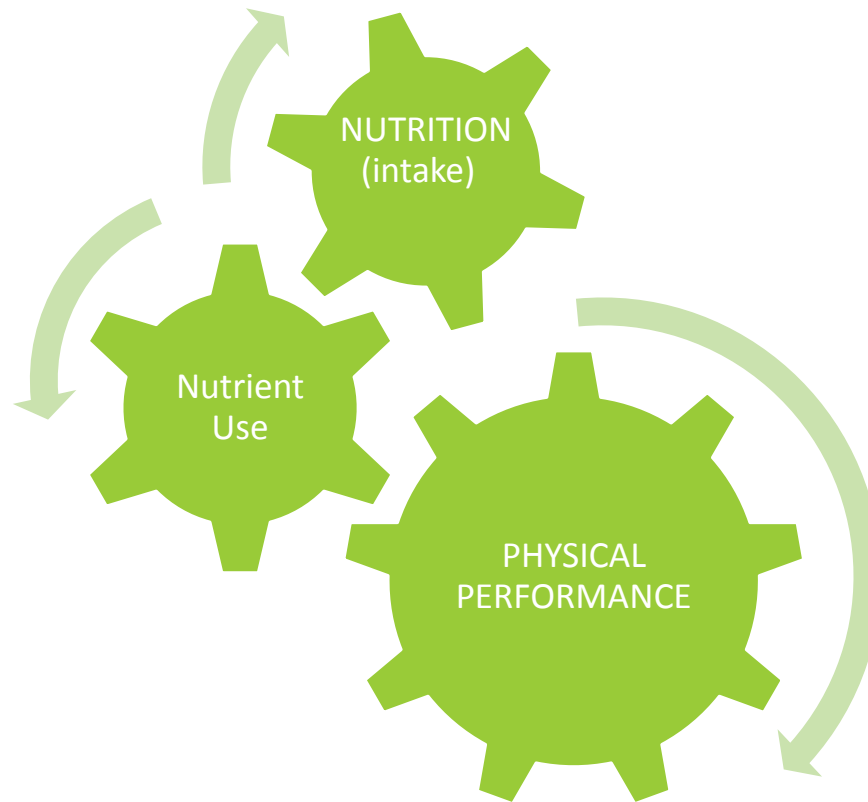 NUTRITION
(intake)
Nutrient
Use
PHYSICAL
PERFORMANCE